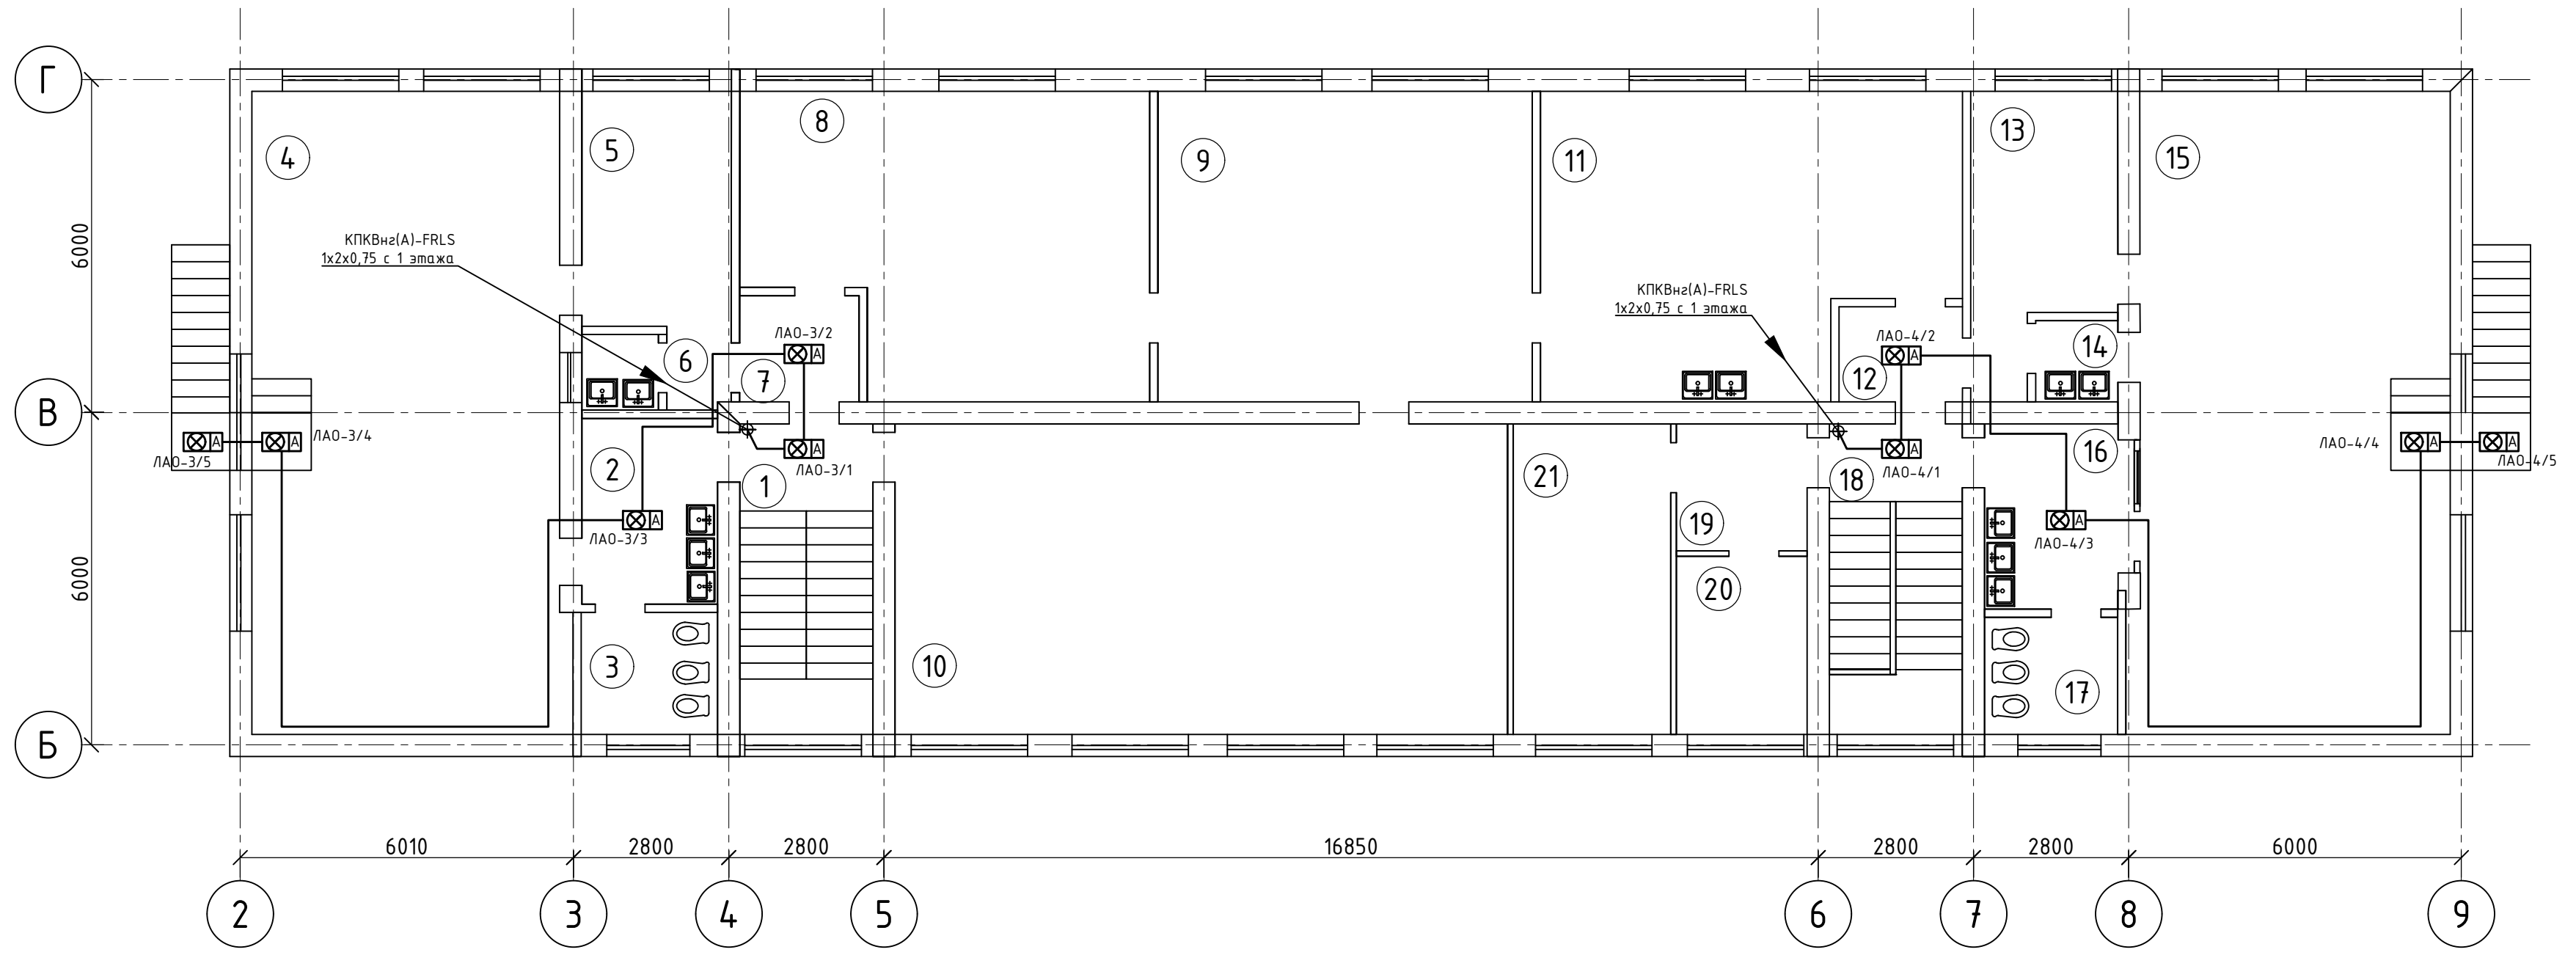 Г
8
13
5
4
9
11
15
КПКВнг(А)-FRLS
1х2х0,75 с 1 этажа
6000
КПКВнг(А)-FRLS
1х2х0,75 с 1 этажа
ЛАО-3/2
А
ЛАО-4/2
А
6
7
12
14
В
А
А
ЛАО-3/4
ЛАО-3/5
2
1
А
ЛАО-3/1
21
18
А
ЛАО-4/1
16
ЛАО-4/4
А
А
ЛАО-4/5
А
ЛАО-3/3
19
А
ЛАО-4/3
6000
20
3
10
17
Б
6010
2800
2800
16850
2800
2800
6000
2
3
4
5
6
7
8
9